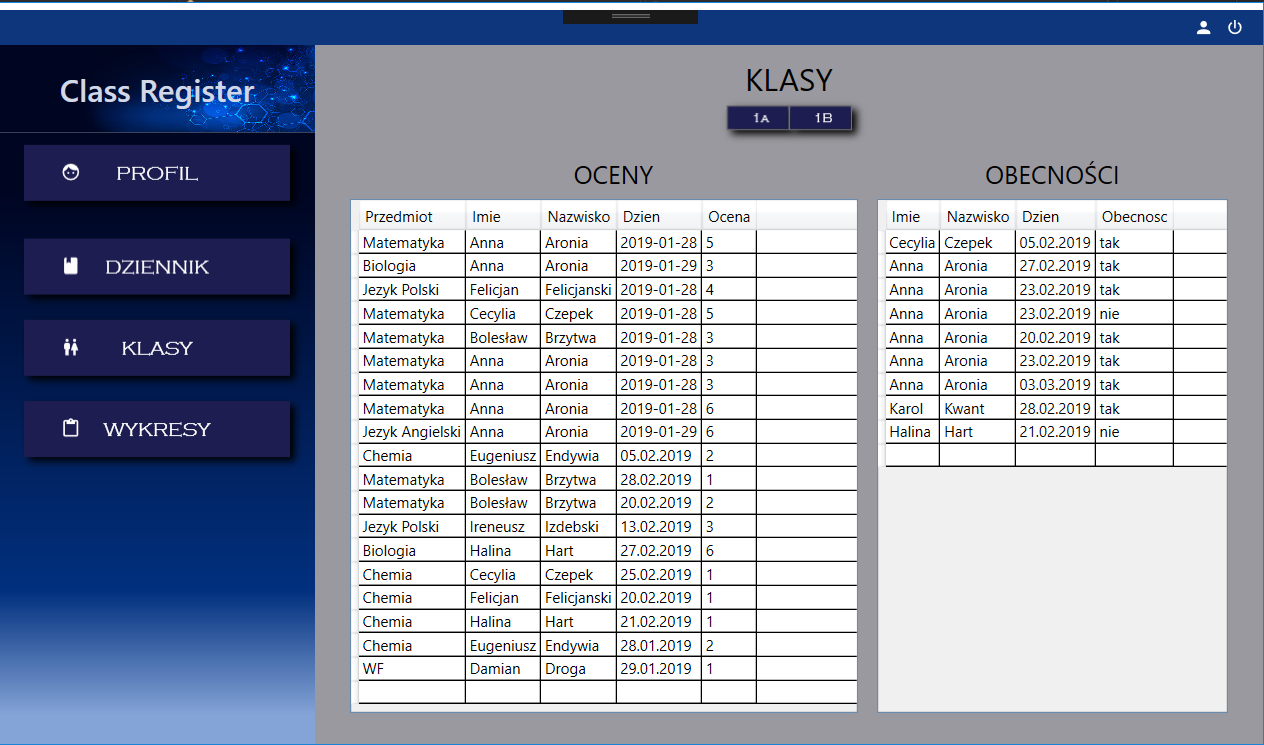 Class Register
PROFIL
DZIENNIK
KLASY
WYKRESY
KLASY
1A 1B
OCENY
Przedmiot Imie Nazwisko Dzien Ocena
Matematyka Anna Aronia 2019-01-28 5
Biologia Anna Aronia 2019-01-29 3
Jezyk Polski Felicjan Felicjanski 2019-01-28 4
Matematyka Cecylia Czepek 2019-01-28 5
Matematyka Bolesław Brzytwa 2019-01-28 3
Matematyka Anna Aronia 2019-01-28 3
Matematyka Anna Aronia 2019-01-28 3
Matematyka Anna Aronia 2019-01-28 6
Jezyk Angielski Anna Aronia 2019-01-29 6
Chemia Eugeniusz Endywia 05.02.2019 2
Matematyka Bolesław Brzytwa 28.02.2019 1
Matematyka Bolesław Brzytwa 20.02.2019 2
Jezyk Polski Ireneusz Izdebski 13.02.2019 3
Biologia Halina Hart 27.02.2019 6
Chemia Cecylia Czepek 25.02.2019 1
Chemia Felicjan Felicjanski 20.02.2019 1
Chemia Halina Hart 21.02.2019 1
Chemia Eugeniusz Endywia 28.01.2019 2
WF Damian Droga 29.01.2019 1
OBECNOŚCI
Imie Nazwisko Dzien Obecnosc
Cecylia Czepek 05.02.2019 tak
Anna Aronia 27.02.2019 tak
Anna Aronia 23.02.2019 tak
Anna Aronia 23.02.2019 nie
Anna Aronia 20.02.2019 tak
Anna Aronia 23.02.2019 tak
Anna Aronia 03.03.2019 tak
Karol Kwant 28.02.2019 tak
Halina Hart 21.02.2019 nie